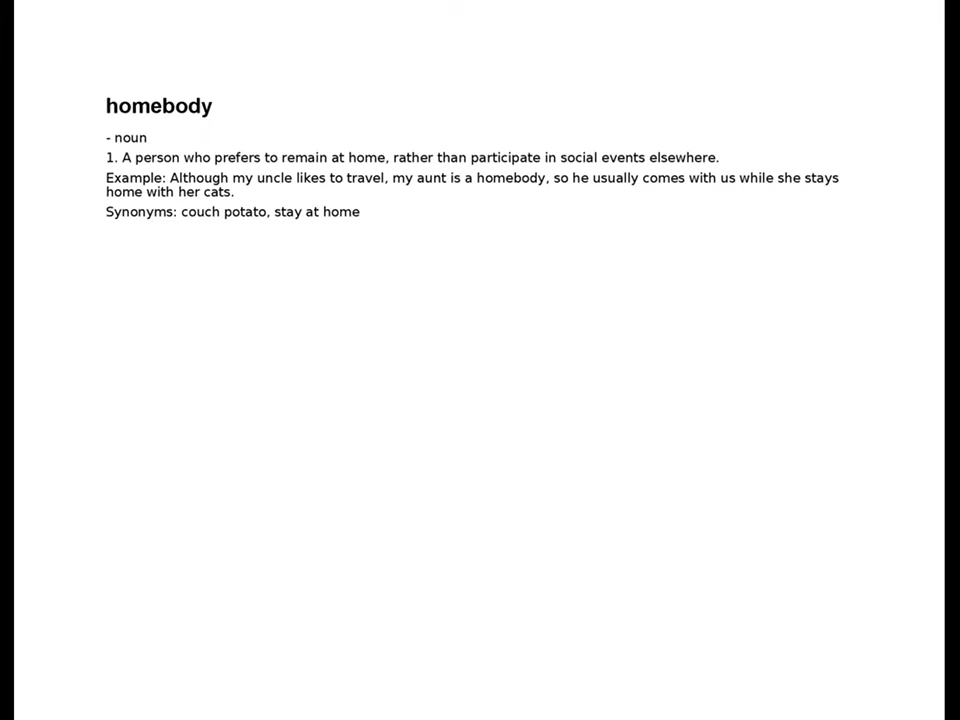 homebody
- noun
1. A person who prefers to remain at home, rather than participate in social events elsewhere.
Example: Although my uncle likes to travel, my aunt is a homebody, so he usually comes with us while she stays
home with her cats.
Synonyms: couch potato, stay at home